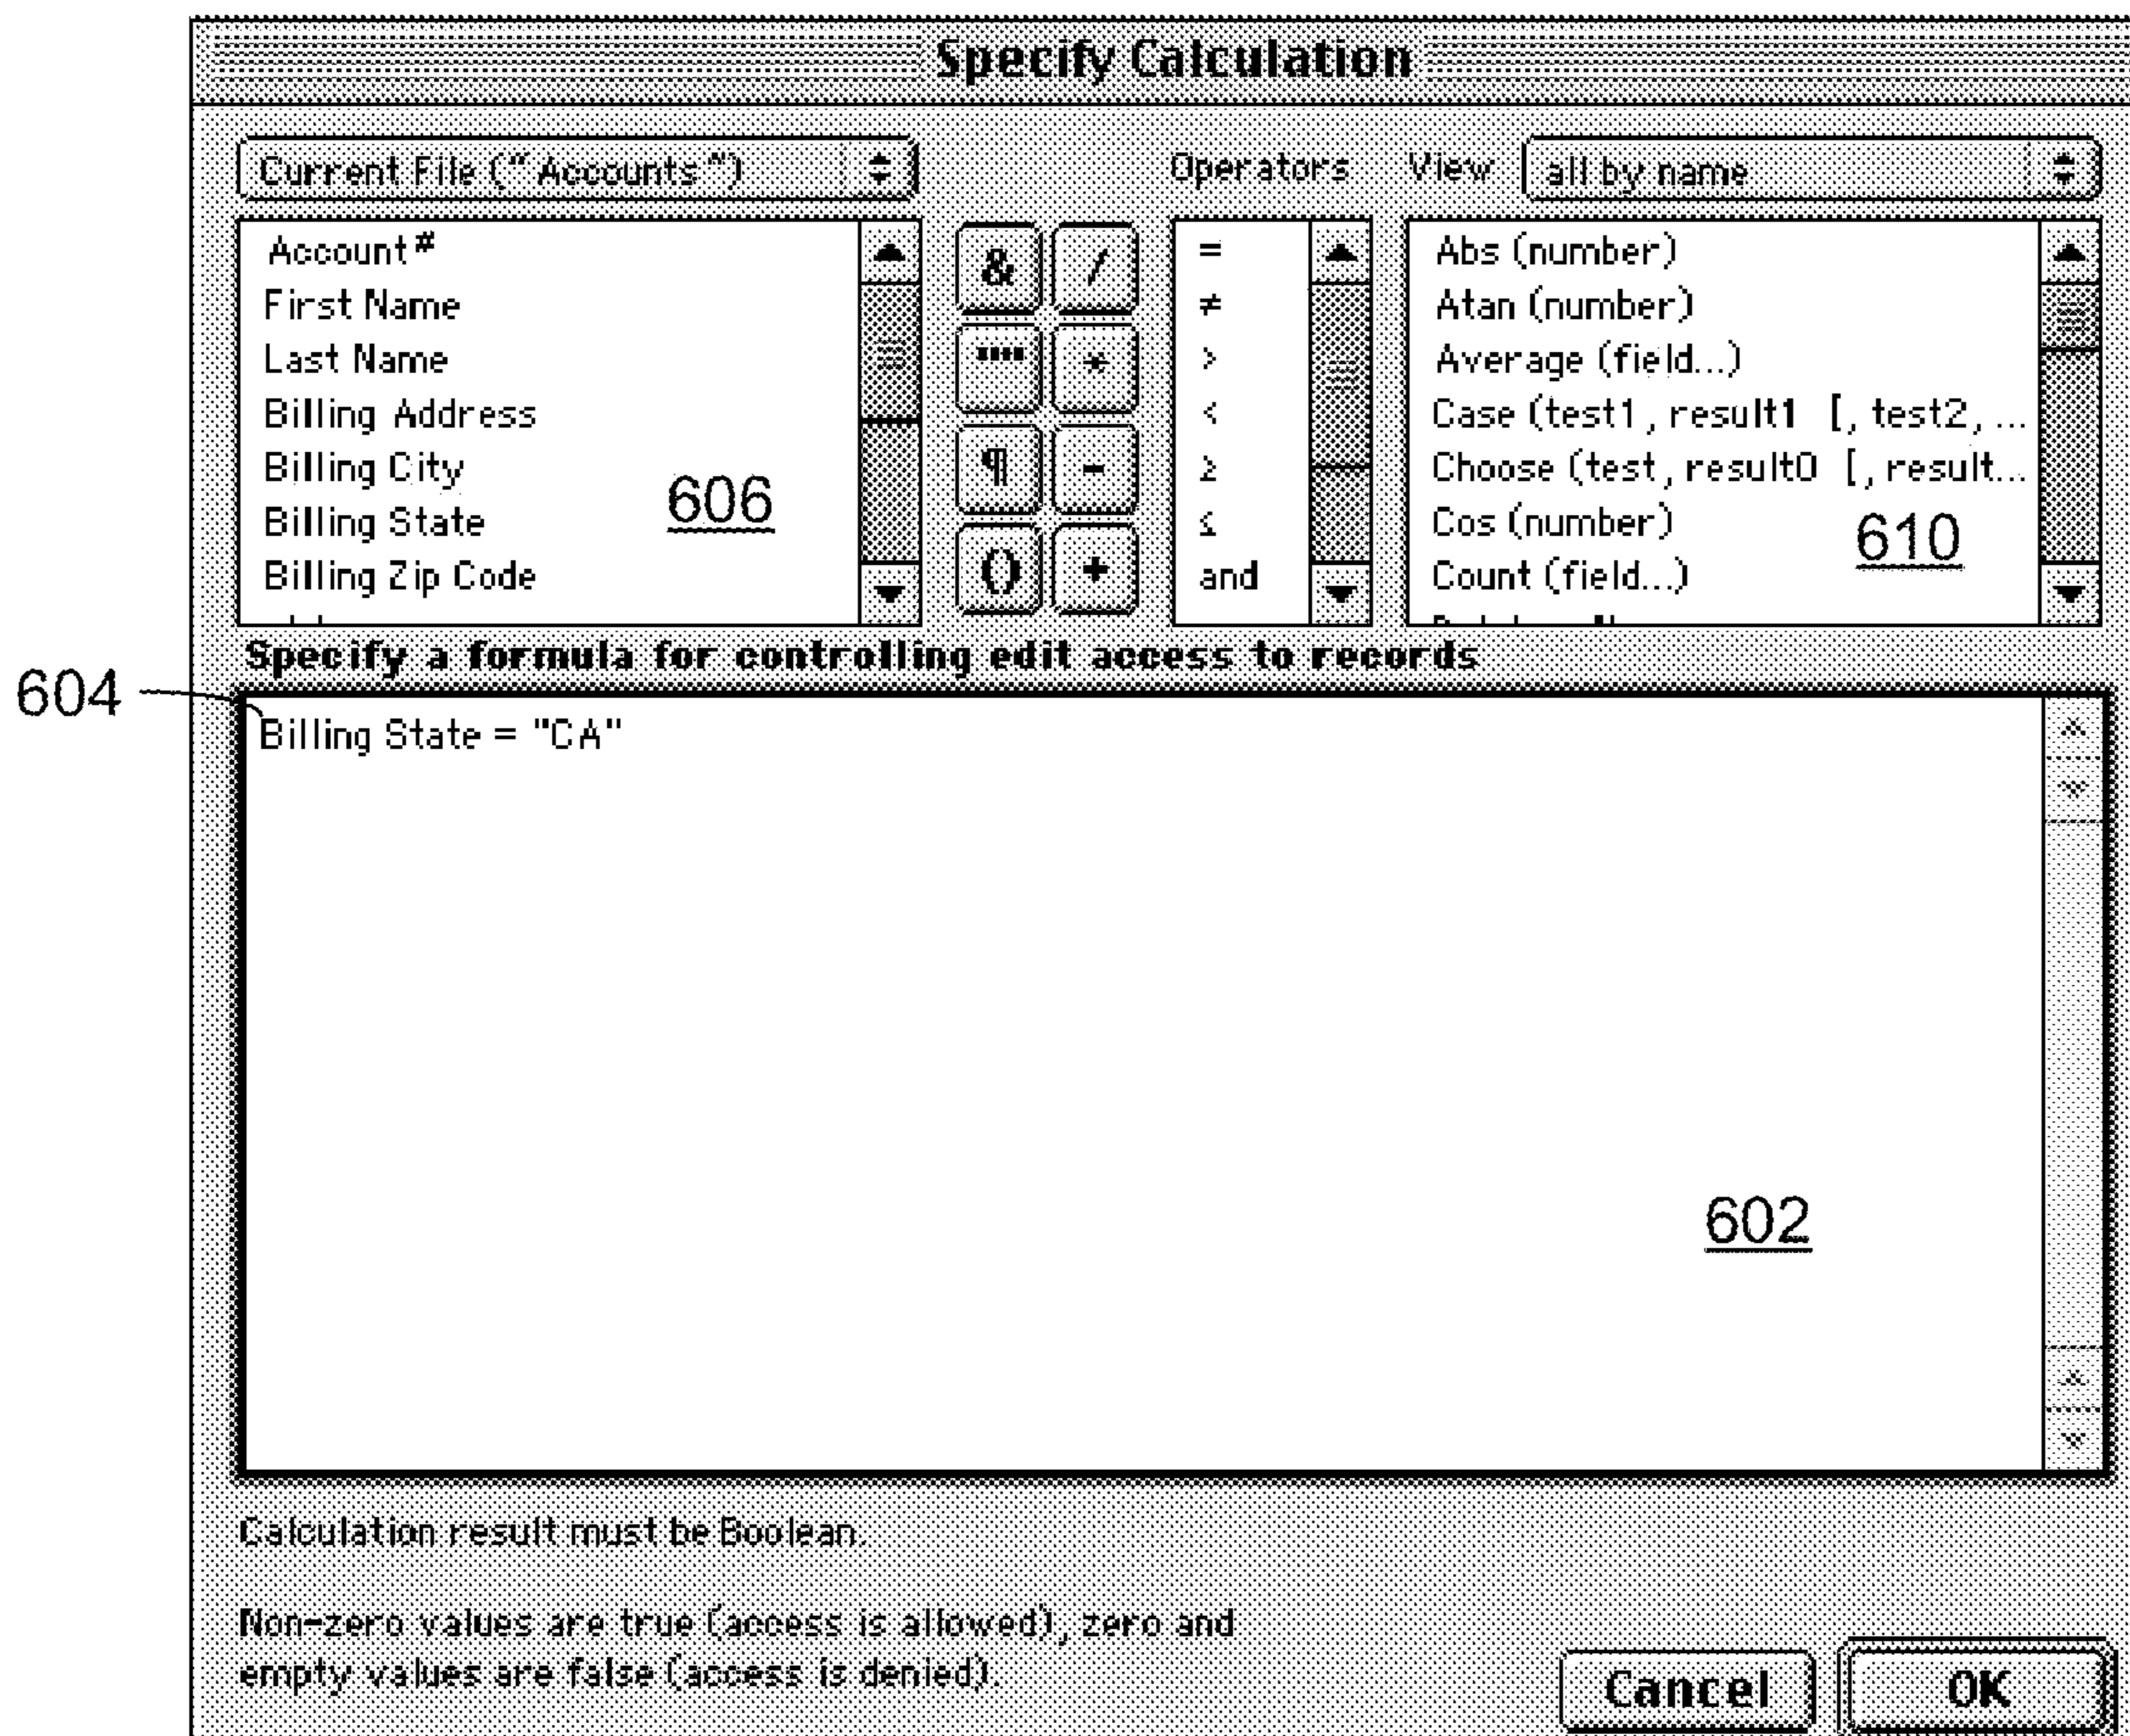 Specify Calculation
Current File ("Accounts")
Operators
View
all by name
Account#
First Name
Last Name
Billing Address
Billing City
Billing State
Billing Zip Code
606
&
/
""
*
¶
-
()
+
=
≠
>
<
≥
≤
and
Abs (number)
Atan (number)
Average (field...)
Case (test1, result1 [, test2, ...
Choose (test, result0 [, result...
Cos (number)
Count (field...)
610
Specify a formula for controlling edit access to records
604
Billing State = "CA"
602
Calculation result must be Boolean.
Non-zero values are true (access is allowed), zero and
empty values are false (access is denied).
Cancel
OK